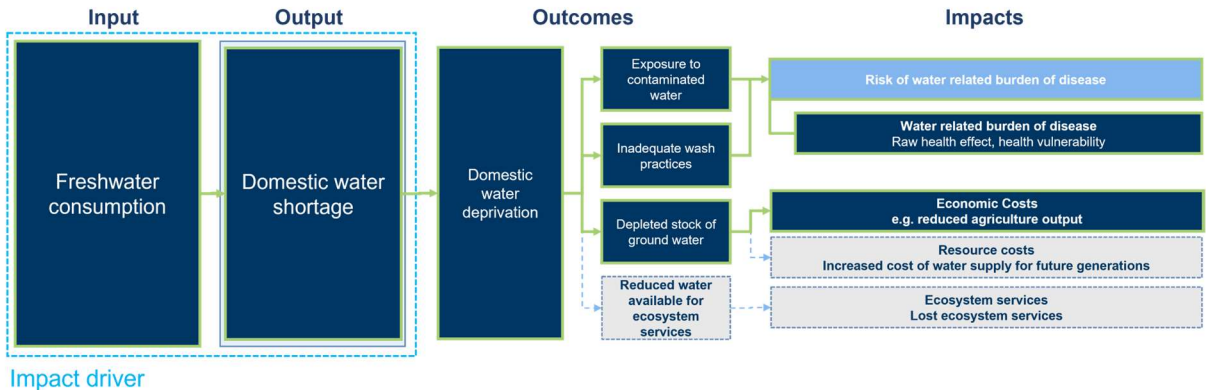 Input
Output
Outcomes
Impacts
Freshwater
consumption
Domestic water
shortage
Domestic
water
deprivation
Exposure to
contaminated
water
Inadequate wash
practices
Depleted stock of
ground water
Reduced water
available for
ecosystem
services
Risk of water related burden of disease
Water related burden of disease
Raw health effect, health vulnerability
Economic Costs
e.g. reduced agriculture output
Resource costs
Increased cost of water supply for future generations
Ecosystem services
Lost ecosystem services
Impact driver